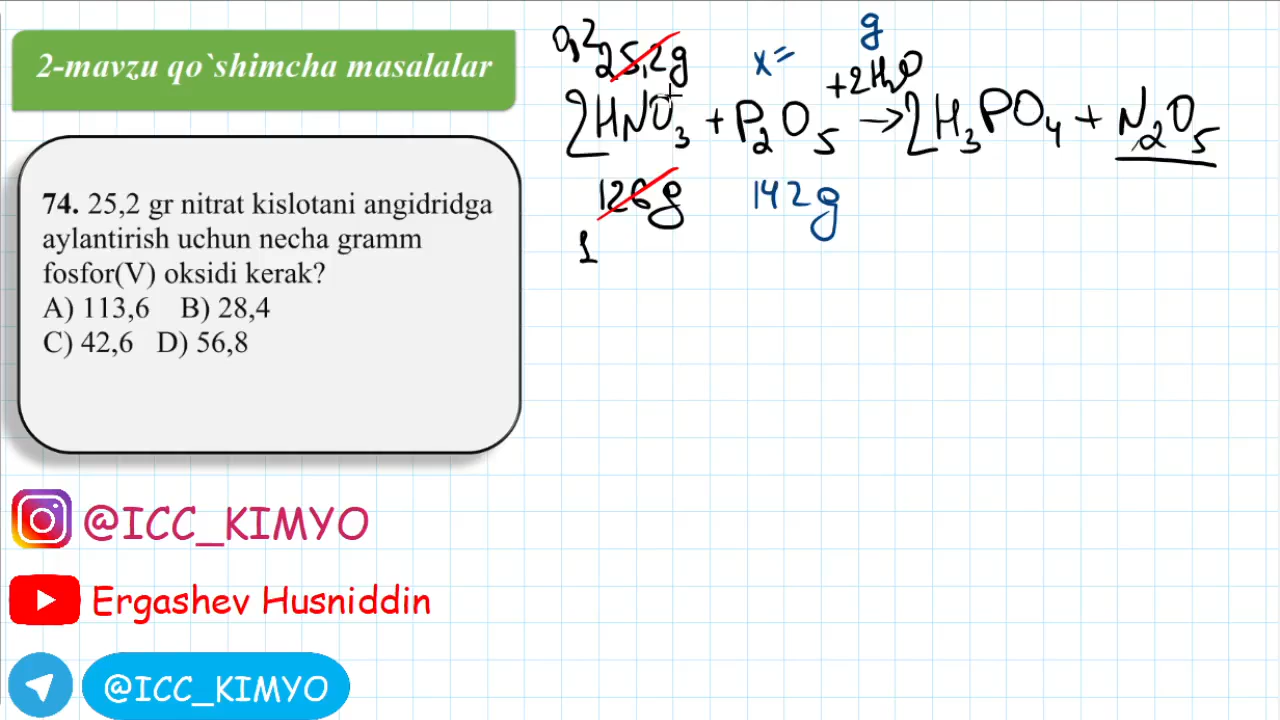 2-mavzu qo`shimcha masalalar
74. 25,2 gr nitrat kislotani angidridga
aylantirish uchun necha gramm
fosfor(V) oksidi kerak?
A) 113,6 B) 28,4
C) 42,6 D) 56,8
@ICC_KIMYO
Ergashev Husniddin
@ICC_KIMYO
0,2 25,2g x= g
+2H2O
2HNO3 + P2O5 → 2H3PO4 + N2O5
126g 142g
1